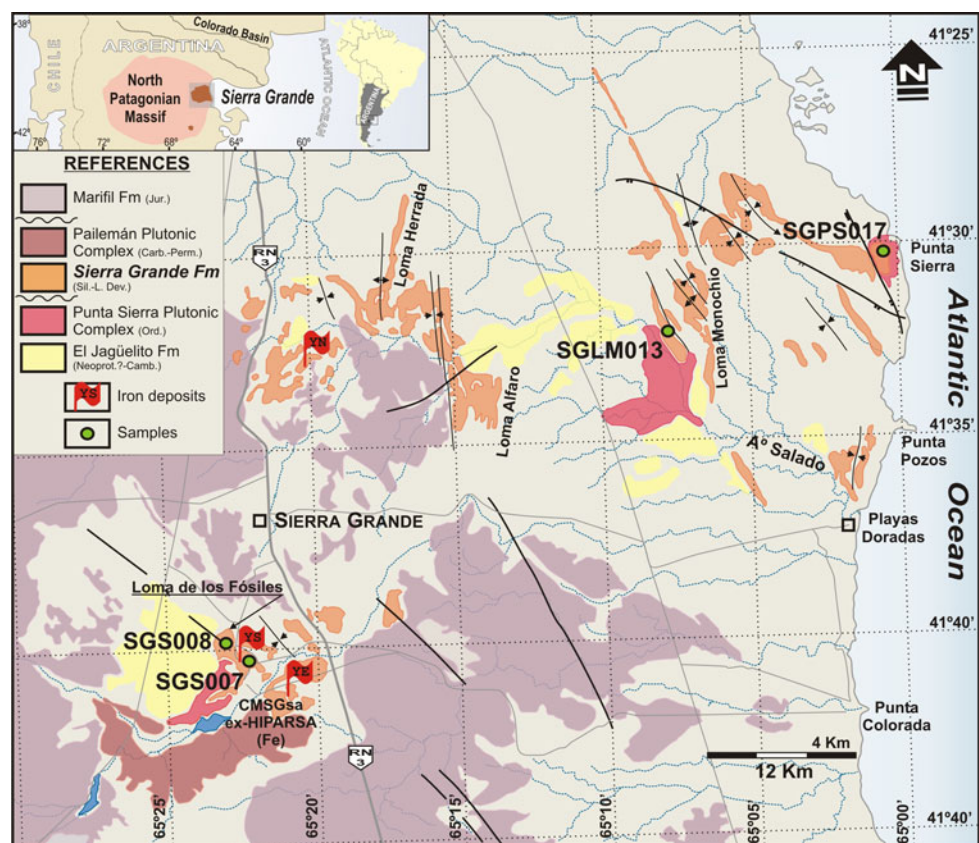 38°
Colorado Basin
ARGENTINA
CHILE
ATLANTIC OCEAN
North
Patagonian
Massif
Sierra Grande
ARGENTINA
42°
76°
72°
68°
66°
64°
60°
N
REFERENCES
Marifil Fm (Jur.)
Pailemán Plutonic
Complex (Carb.-Perm.)
Sierra Grande Fm
(Sil.-L. Dev.)
Punta Sierra Plutonic
Complex (Ord.)
El Jagüelito Fm
(Neoprot.?-Camb.)
YS
Iron deposits
Samples
41°25'
41°30'
41°35'
41°40'
41°40'
RN
3
Loma Herrada
SGPS017
Punta
Sierra
YN
SGLM013
Loma Monochio
Loma Alfaro
Aº Salado
Punta
Pozos
Atlantic Ocean
SIERRA GRANDE
Playas
Doradas
Loma de los Fósiles
SGS008
YS
SGS007
YE
CMSGsa
ex-HIPARSA
(Fe)
RN
3
Punta
Colorada
4 Km
12 Km
65°25'
65°20'
65°20'
65°15'
65°10'
65°05'
65°00'